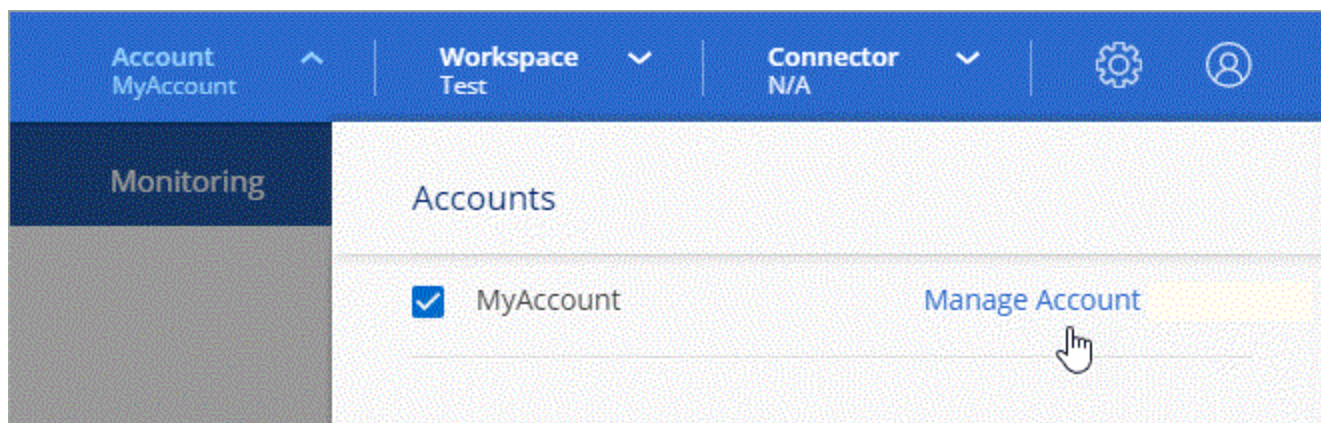 Account
MyAccount
Workspace
Test
Connector
N/A
Monitoring
Accounts
MyAccount
Manage Account